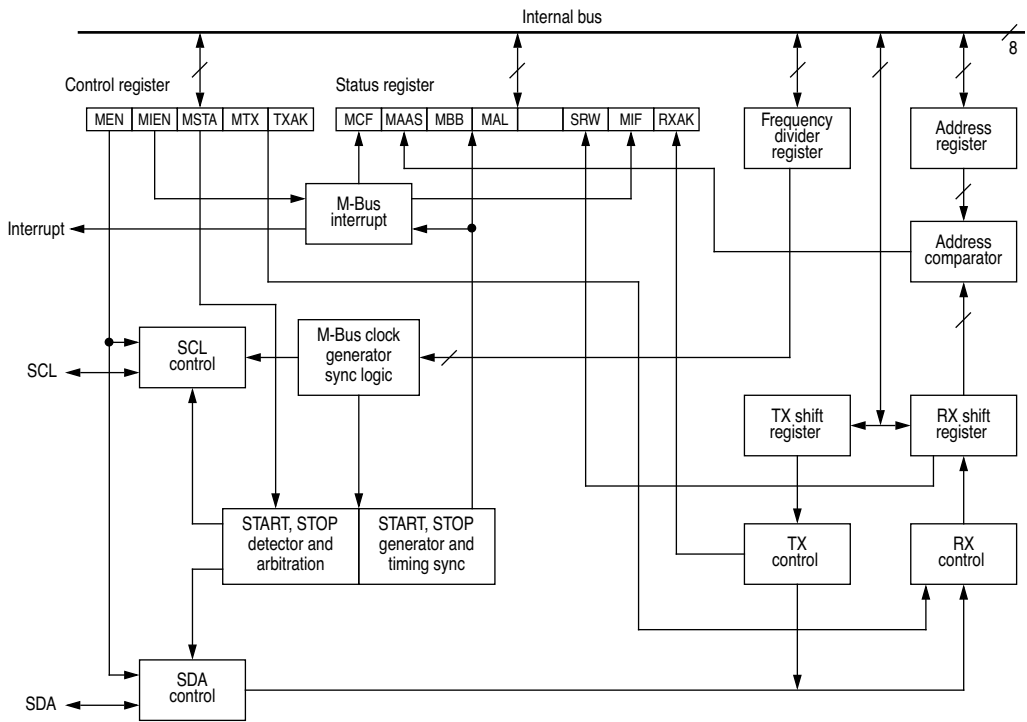 Internal bus
8
Control register
Status register
MEN MIEN MSTA MTX TXAK
MCF MAAS MBB MAL SRW MIF RXAK
Frequency
divider
register
Address
register
M-Bus
interrupt
Interrupt
Address
comparator
SCL
control
SCL
M-Bus clock
generator
sync logic
TX shift
register
RX shift
register
START, STOP
detector and
arbitration
START, STOP
generator and
timing sync
TX
control
RX
control
SDA
control
SDA